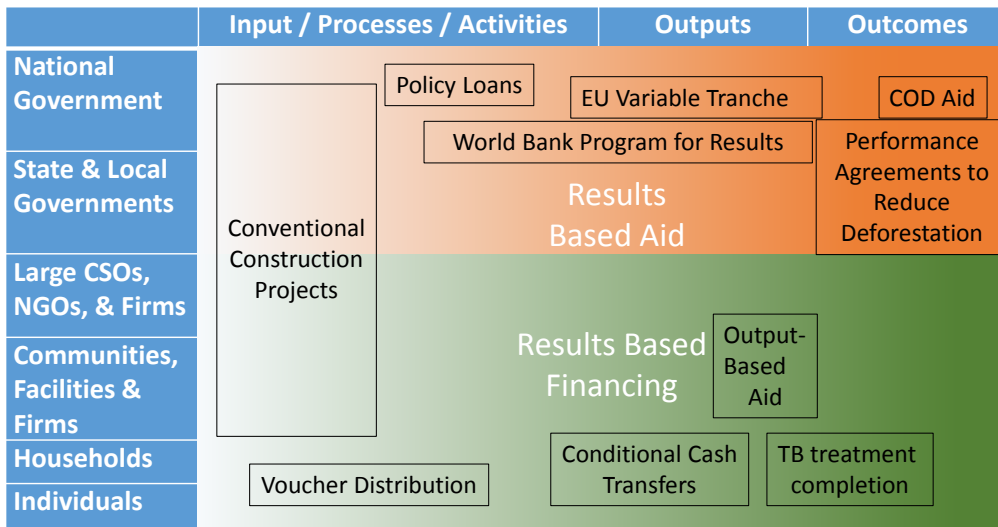 Input / Processes / Activities
Outputs
Outcomes
National
Government
Policy Loans
EU Variable Tranche
COD Aid
World Bank Program for Results
Performance
Agreements to
Reduce
Deforestation
State & Local
Governments
Results
Based Aid
Conventional
Construction
Projects
Large CSOs,
NGOs, & Firms
Results Based
Financing
Output-
Based
Aid
Communities,
Facilities &
Firms
Households
Voucher Distribution
Conditional Cash
Transfers
TB treatment
completion
Individuals